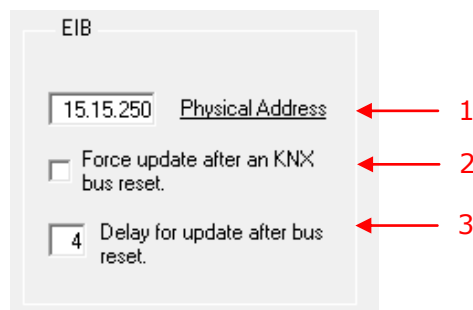 EIB
15.15.250 Physical Address 1
Force update after an KNX 2
bus reset.
4 Delay for update after bus 3
reset.